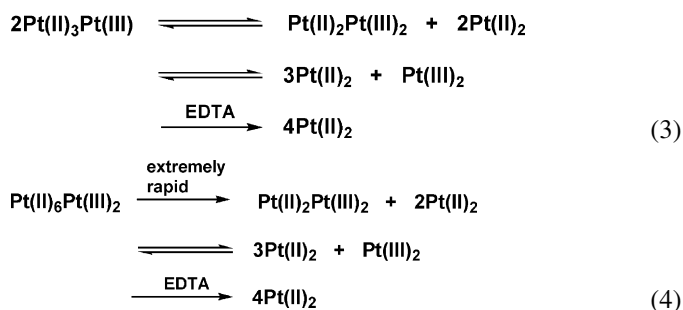 2Pt(II)₃Pt(III) ⇌ Pt(II)₂Pt(III)₂ + 2Pt(II)₂
⇌ 3Pt(II)₂ + Pt(III)₂
EDTA
→ 4Pt(II)₂ (3)
extremely
rapid
Pt(II)₆Pt(III)₂ → Pt(II)₂Pt(III)₂ + 2Pt(II)₂
⇌ 3Pt(II)₂ + Pt(III)₂
EDTA
→ 4Pt(II)₂ (4)